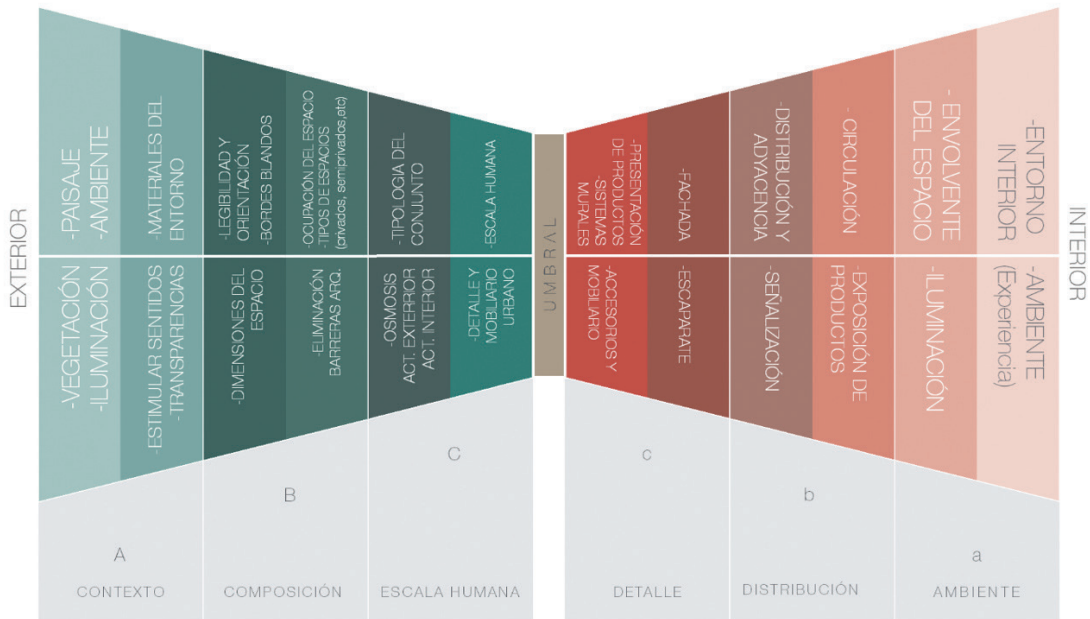 EXTERIOR
-PAISAJE
-AMBIENTE
-MATERIALES DEL
ENTORNO
-LEGIBILIDAD Y
ORIENTACIÓN
-BORDES BLANDOS
-OCUPACIÓN DEL ESPACIO
-TIPOS DE ESPACIOS
(privados, semiprivados,etc)
-TIPOLOGIA DEL
CONJUNTO
-ESCALA HUMANA
-VEGETACIÓN
-ILUMINACIÓN
-ESTIMULAR SENTIDOS
-TRANSPARENCIAS
-DIMENSIONES DEL
ESPACIO
-ELIMINACIÓN
BARRERAS ARQ.
-OSMOSIS
ACT. EXTERROR
ACT. INTERIOR
-DETALLE Y
MOBILIARIO
URBANO
UMBRAL
-PRESENTACIÓN
DE PRODUCTOS
-SISTEMAS
MURALES
-FACHADA
-DISTRIBUCIÓN Y
ADYACENCIA
-CIRCULACIÓN
- ENVOLVENTE
DEL ESPACIO
-ENTORNO
INTERIOR
-ACCESORIOS Y
MOBILIARIO
-ESCAPARATE
-SEÑALIZACIÓN
-EXPOSICIÓN DE
PRODUCTOS
-ILUMINACIÓN
-AMBIENTE
(Experiencia)
INTERIOR
A
CONTEXTO
B
COMPOSICIÓN
C
ESCALA HUMANA
c
DETALLE
b
DISTRIBUCIÓN
a
AMBIENTE